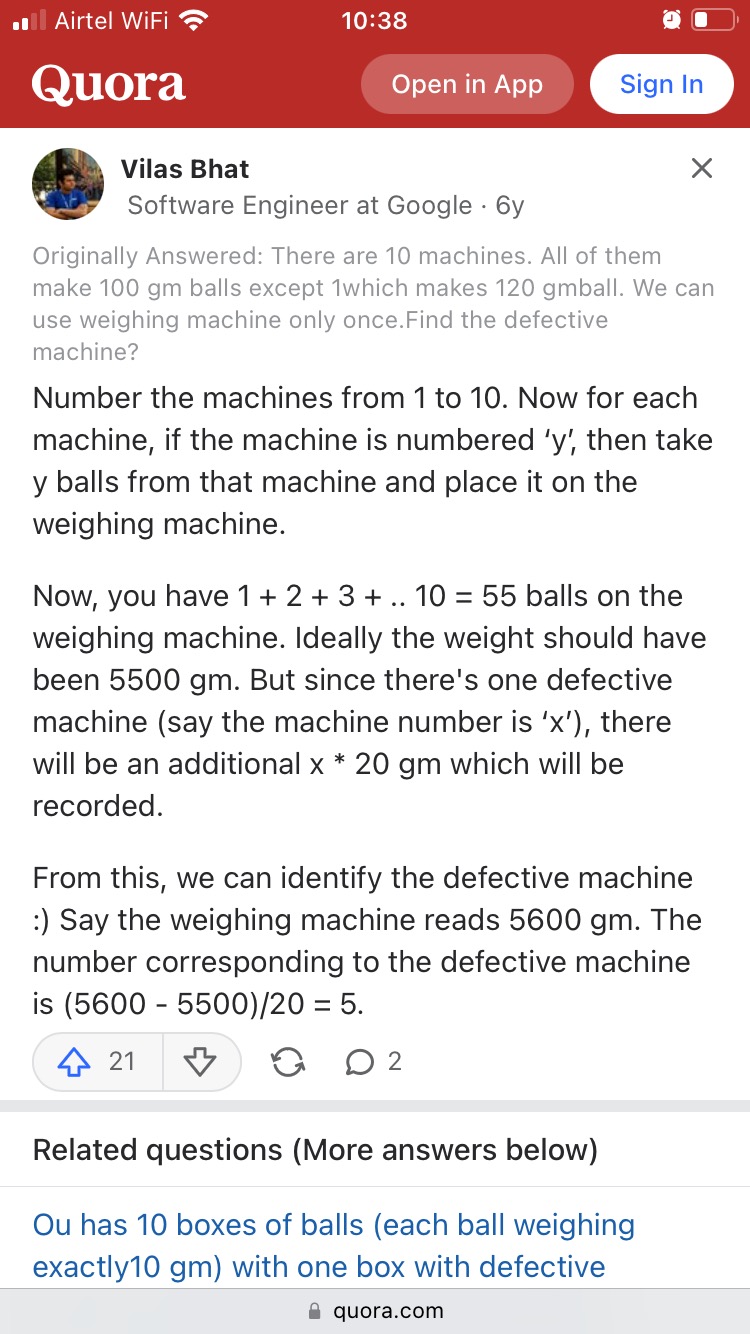 Airtel WiFi 10:38
Quora Open in App Sign In
Vilas Bhat
Software Engineer at Google · 6y
Originally Answered: There are 10 machines. All of them
make 100 gm balls except 1which makes 120 gmball. We can
use weighing machine only once.Find the defective
machine?
Number the machines from 1 to 10. Now for each
machine, if the machine is numbered ‘y’, then take
y balls from that machine and place it on the
weighing machine.
Now, you have 1 + 2 + 3 + .. 10 = 55 balls on the
weighing machine. Ideally the weight should have
been 5500 gm. But since there's one defective
machine (say the machine number is ‘x’), there
will be an additional x * 20 gm which will be
recorded.
From this, we can identify the defective machine
:) Say the weighing machine reads 5600 gm. The
number corresponding to the defective machine
is (5600 - 5500)/20 = 5.
21 2
Related questions (More answers below)
Ou has 10 boxes of balls (each ball weighing
exactly10 gm) with one box with defective
quora.com